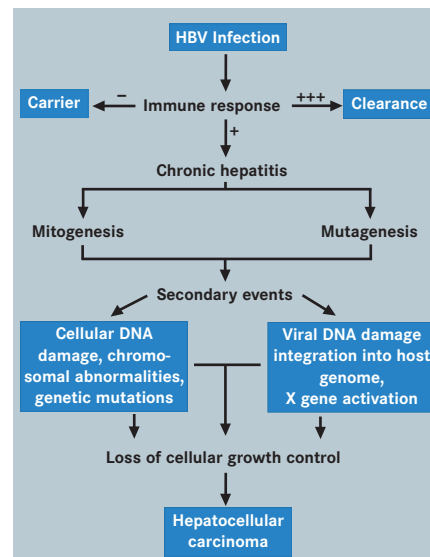 HBV Infection
Carrier
–
Immune response
+++
Clearance
+
Chronic hepatitis
Mitogenesis
Mutagenesis
Secondary events
Cellular DNA
damage, chromo-
somal abnormalities,
genetic mutations
Viral DNA damage
integration into host
genome,
X gene activation
Loss of cellular growth control
Hepatocellular
carcinoma